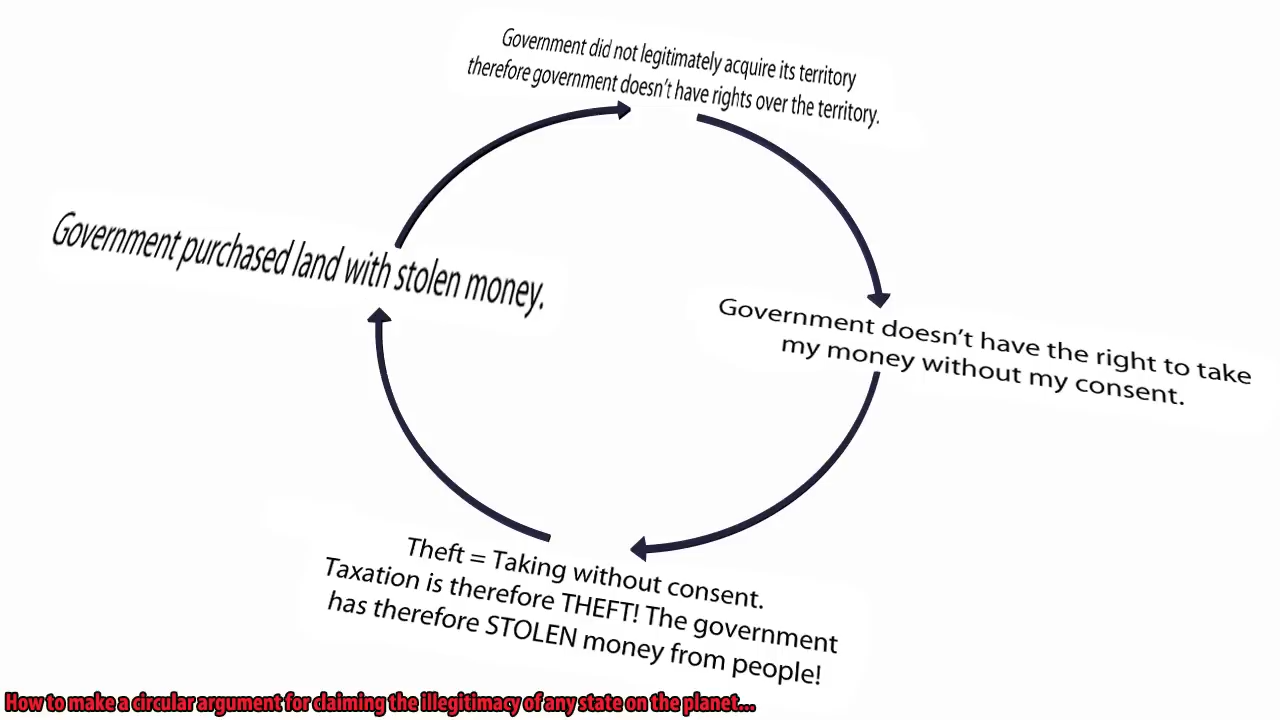 Government did not legitimately acquire its territory
therefore government doesn't have rights over the territory.
Government purchased land with stolen money.
Government doesn't have the right to take
my money without my consent.
Theft = Taking without consent.
Taxation is therefore THEFT! The government
has therefore STOLEN money from people!
How to make a circular argument for claiming the illegitimacy of any state on the planet...